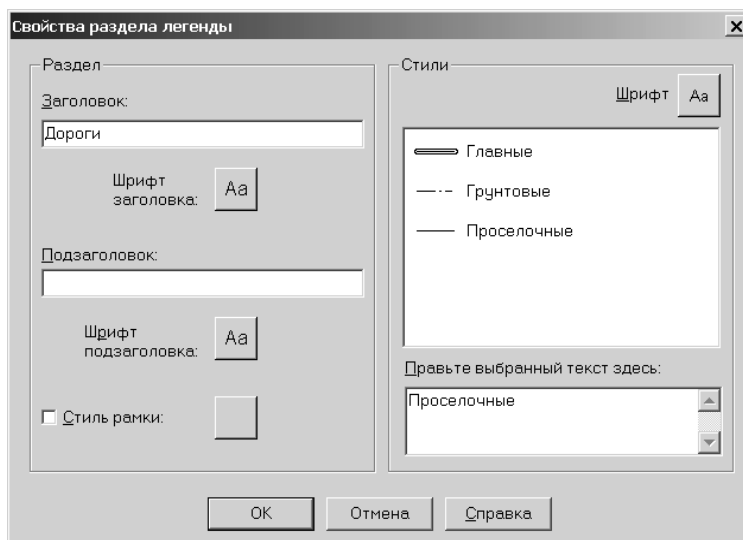 Свойства раздела легенды
Раздел
Заголовок:
Дороги
Шрифт
заголовка:
Aa
Подзаголовок:
Шрифт
подзаголовка:
Aa
Стиль рамки:
Стили
Шрифт
Aa
Главные
Грунтовые
Проселочные
Правьте выбранный текст здесь:
Проселочные
OK
Отмена
Справка